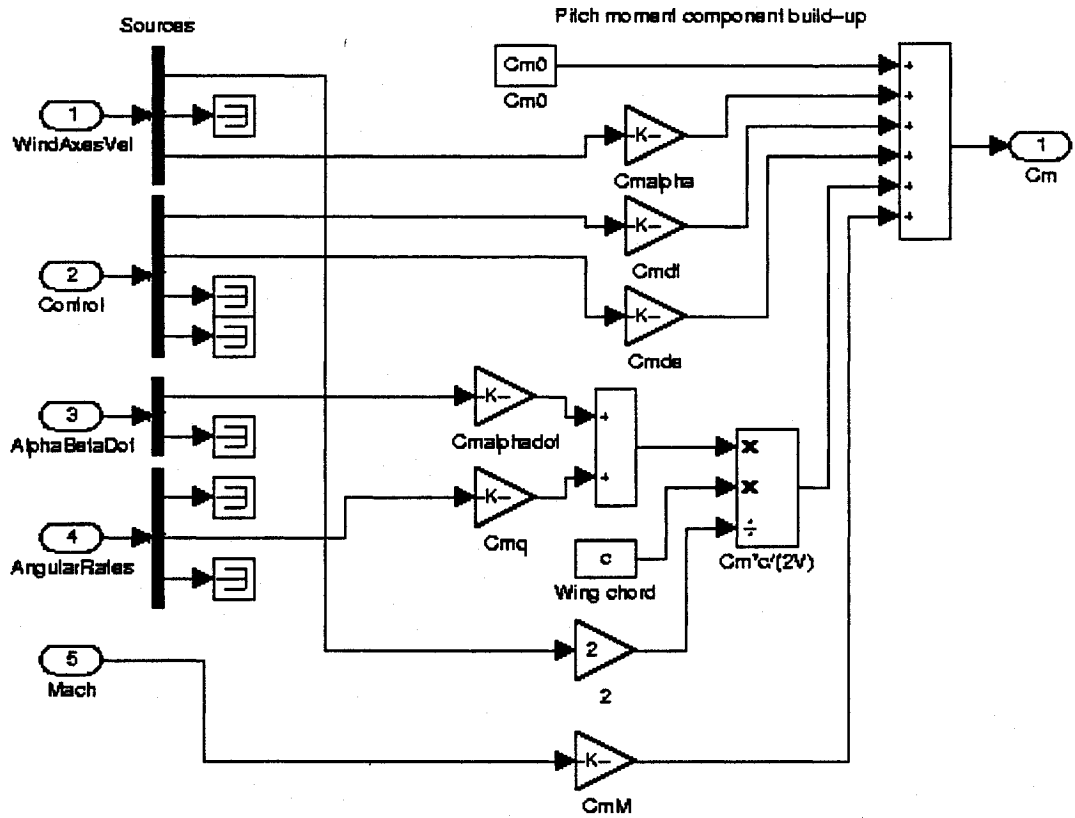 Pitch moment component build-up
Sources
Cm0
Cm0
1
WindAxesVel
-K-
Cmalpha
1
Cm
-K-
Cmdf
2
Control
-K-
Cmde
3
AlphaBetaDot
-K-
Cmalphadot
-K-
Cmq
4
AngularRates
c
Wing chord
Cm*c/(2V)
5
Mach
2
2
-K-
CmM
+
+
+
+
+
+
+
+
×
×
÷